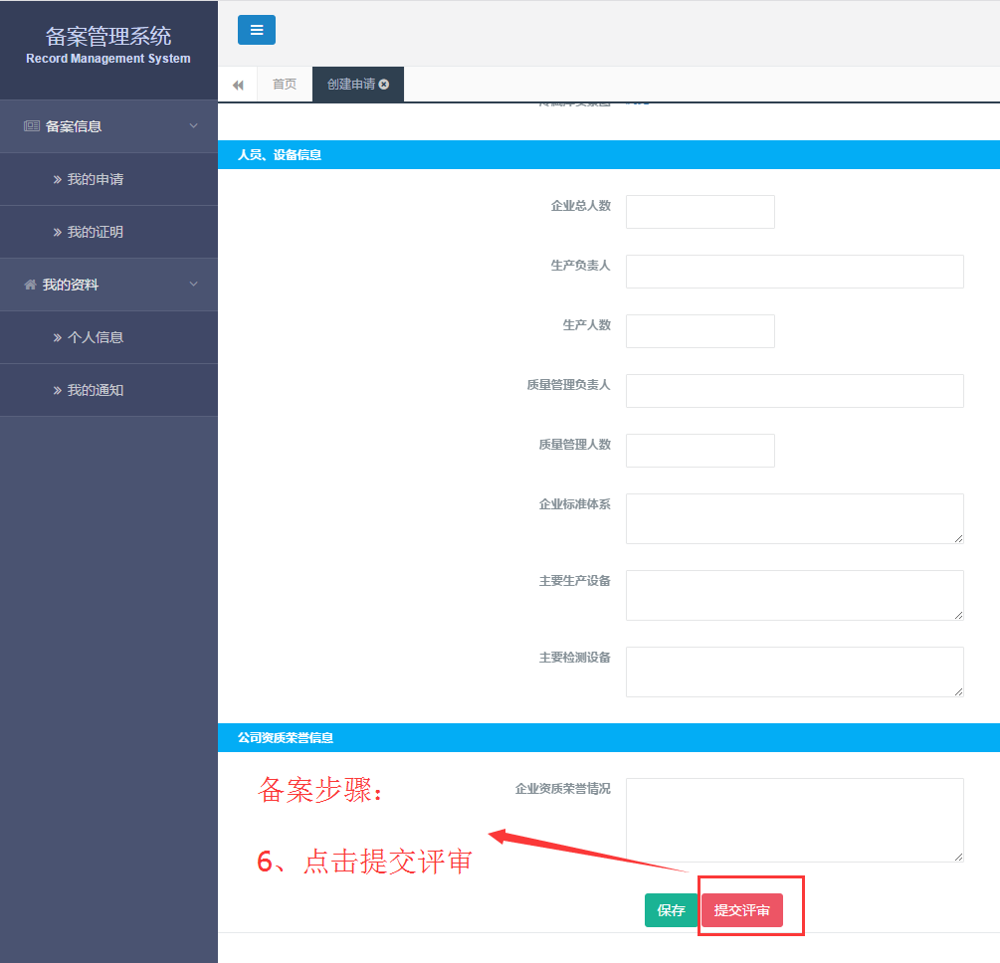 备案管理系统
Record Management System
首页
创建申请
备案信息
我的申请
我的证明
我的资料
个人信息
我的通知
人员、设备信息
企业总人数
生产负责人
生产人数
质量管理负责人
质量管理人数
企业标准体系
主要生产设备
主要检测设备
公司资质荣誉信息
企业资质荣誉情况
备案步骤：
6、点击提交评审
保存
提交评审